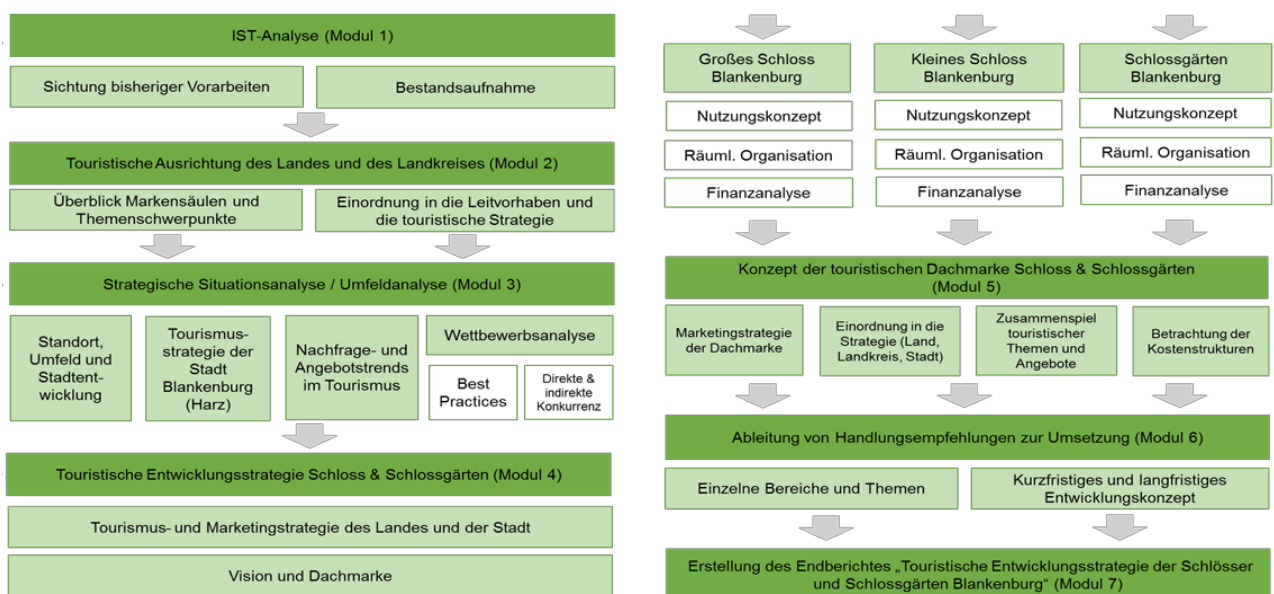 IST-Analyse (Modul 1)
Sichtung bisheriger Vorarbeiten
Bestandsaufnahme
Touristische Ausrichtung des Landes und des Landkreises (Modul 2)
Überblick Markensäulen und
Themenschwerpunkte
Einordnung in die Leitvorhaben und
die touristische Strategie
Strategische Situationsanalyse / Umfeldanalyse (Modul 3)
Standort,
Umfeld und
Stadtent-
wicklung
Tourismus-
strategie der
Stadt
Blankenburg
(Harz)
Nachfrage- und
Angebotstrends
im Tourismus
Wettbewerbsanalyse
Best
Practices
Direkte &
indirekte
Konkurrenz
Touristische Entwicklungsstrategie Schloss & Schlossgärten (Modul 4)
Tourismus- und Marketingstrategie des Landes und der Stadt
Vision und Dachmarke
Großes Schloss
Blankenburg
Nutzungskonzept
Räuml. Organisation
Finanzanalyse
Kleines Schloss
Blankenburg
Nutzungskonzept
Räuml. Organisation
Finanzanalyse
Schlossgärten
Blankenburg
Nutzungskonzept
Räuml. Organisation
Finanzanalyse
Konzept der touristischen Dachmarke Schloss & Schlossgärten
(Modul 5)
Marketingstrategie
der Dachmarke
Einordnung in die
Strategie (Land,
Landkreis, Stadt)
Zusammenspiel
touristischer
Themen und
Angebote
Betrachtung der
Kostenstrukturen
Ableitung von Handlungsempfehlungen zur Umsetzung (Modul 6)
Einzelne Bereiche und Themen
Kurzfristiges und langfristiges
Entwicklungskonzept
Erstellung des Endberichtes „Touristische Entwicklungsstrategie der Schlösser
und Schlossgärten Blankenburg“ (Modul 7)